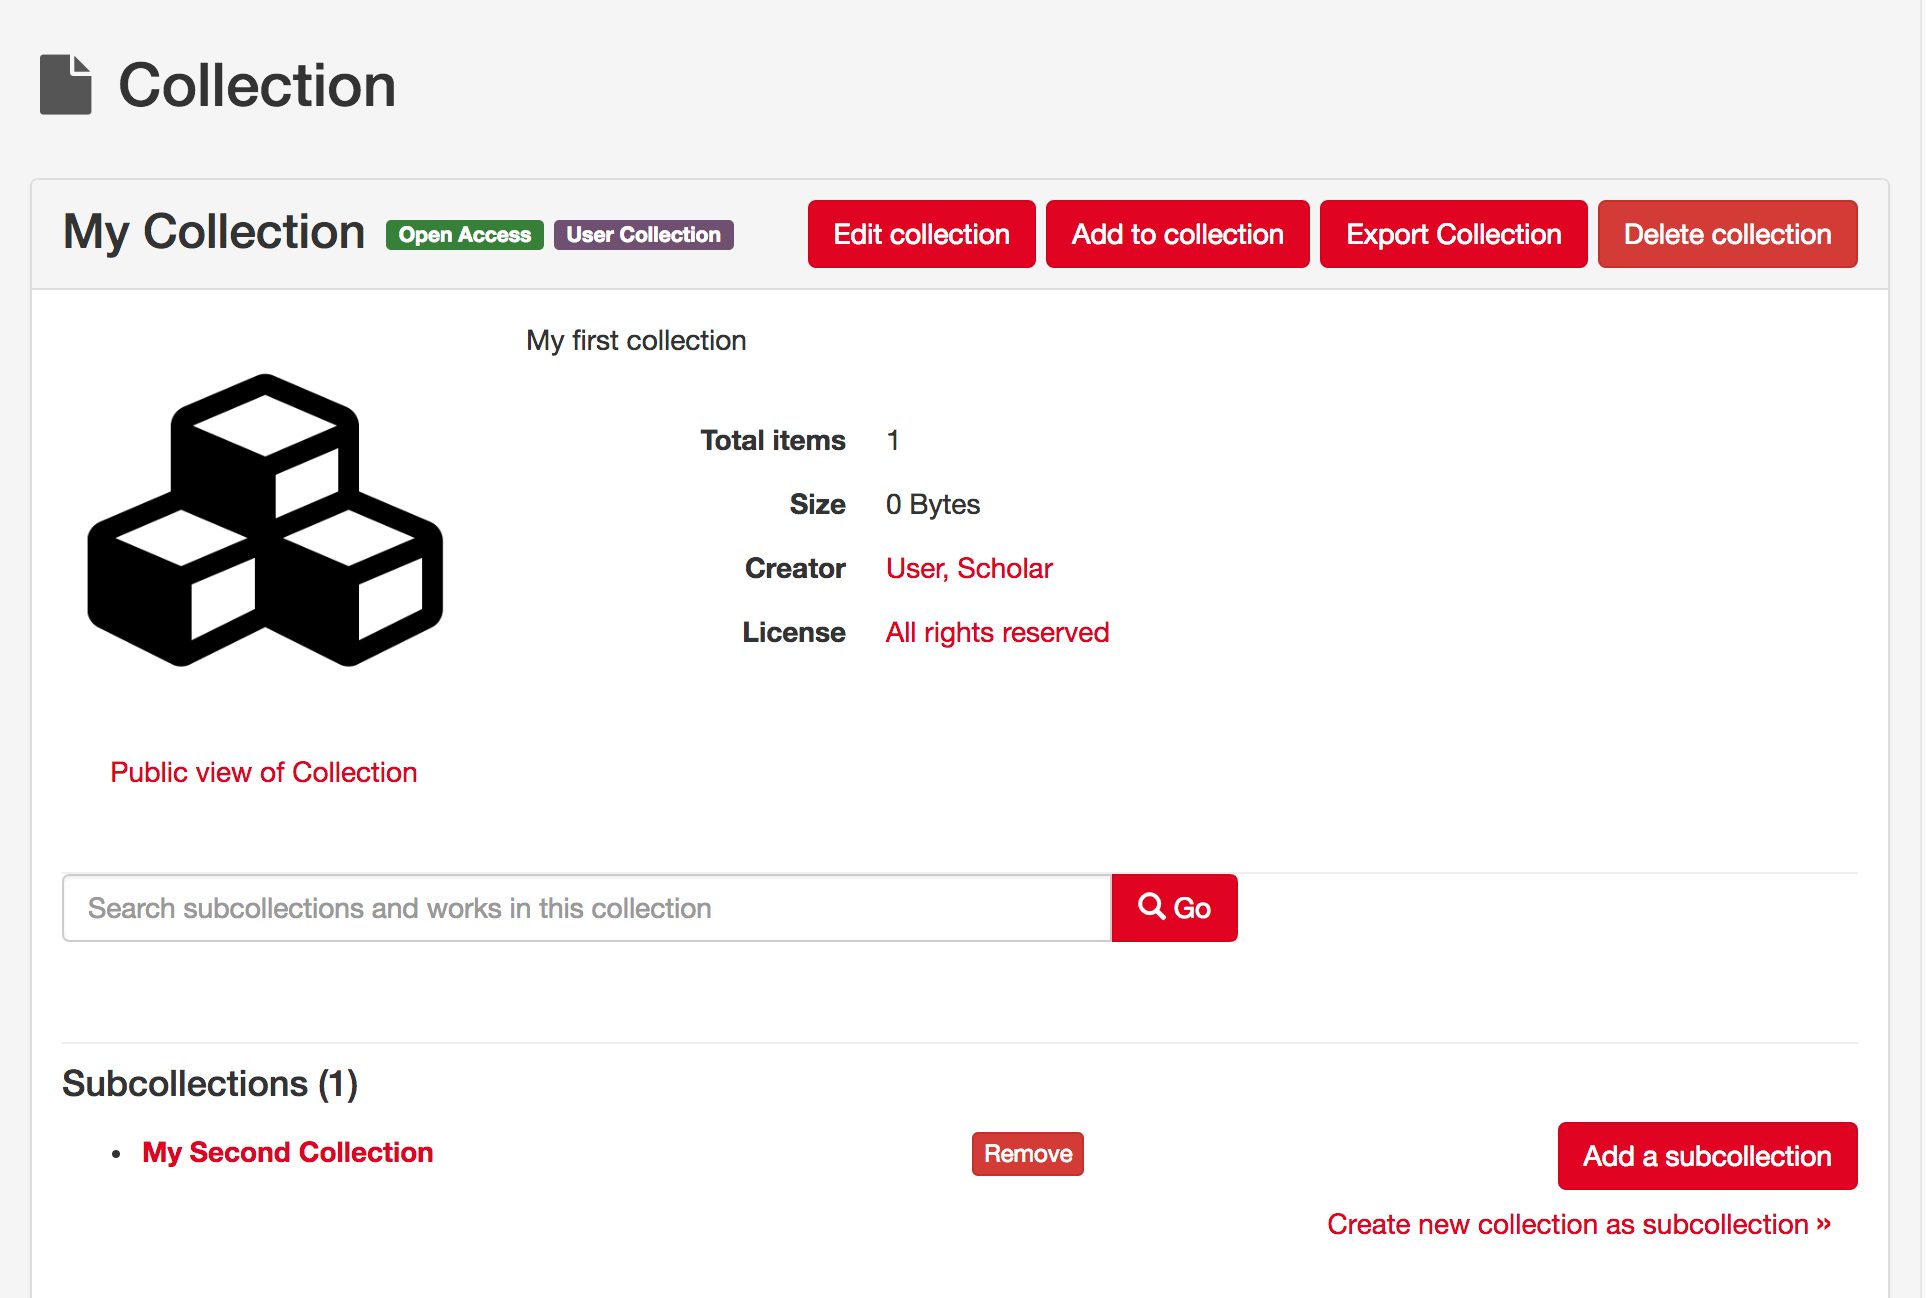 Collection
My Collection Open Access User Collection Edit collection Add to collection Export Collection Delete collection
My first collection
Total items 1
Size 0 Bytes
Creator User, Scholar
License All rights reserved
Public view of Collection
Search subcollections and works in this collection Go
Subcollections (1)
• My Second Collection Remove Add a subcollection
Create new collection as subcollection »